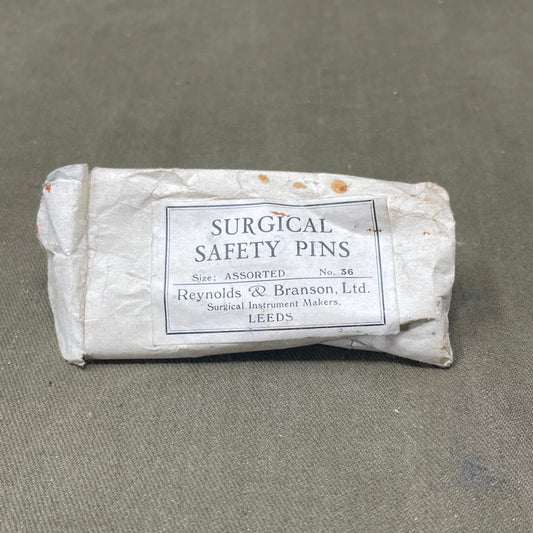 SURGICAL
SAFETY PINS
Size; ASSORTED No. 36
Reynolds & Branson, Ltd.
Surgical Instrument Makers,
LEEDS